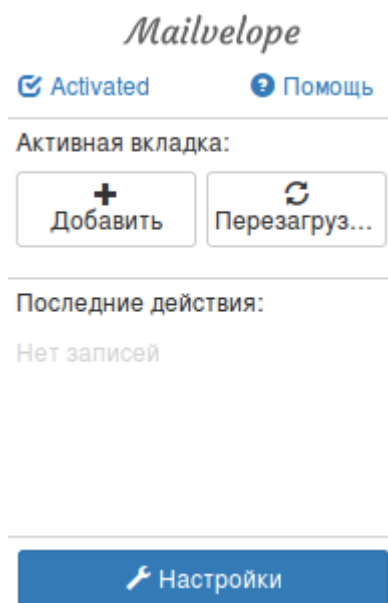 Mailvelope
Activated Помощь
Активная вкладка:
Добавить Перезагруз...
Последние действия:
Нет записей
Настройки